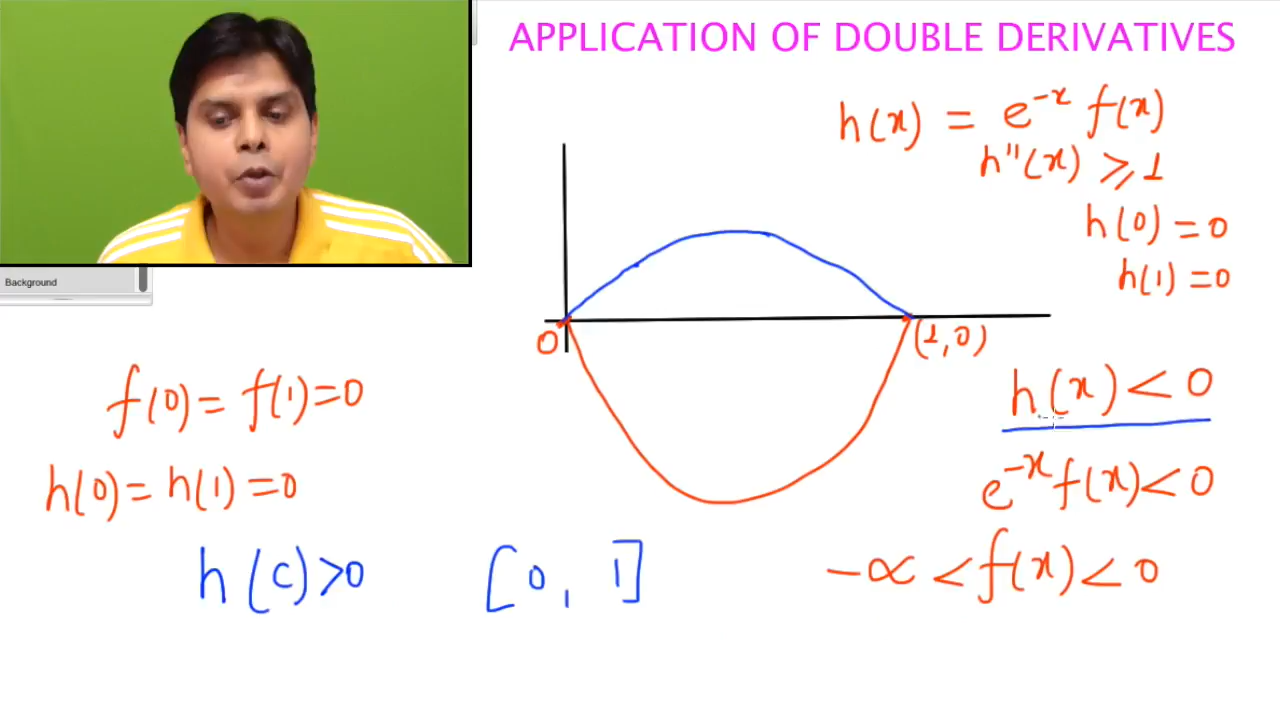 APPLICATION OF DOUBLE DERIVATIVES
h(x) = e⁻ˣ f(x)
h''(x) ⩾ 1
h(0) = 0
h(1) = 0
Background
0
(1,0)
h(x) < 0
f(0) = f(1) = 0
h(0) = h(1) = 0
e⁻ˣ f(x) < 0
h(c) > 0
[0, 1]
-∝ < f(x) < 0